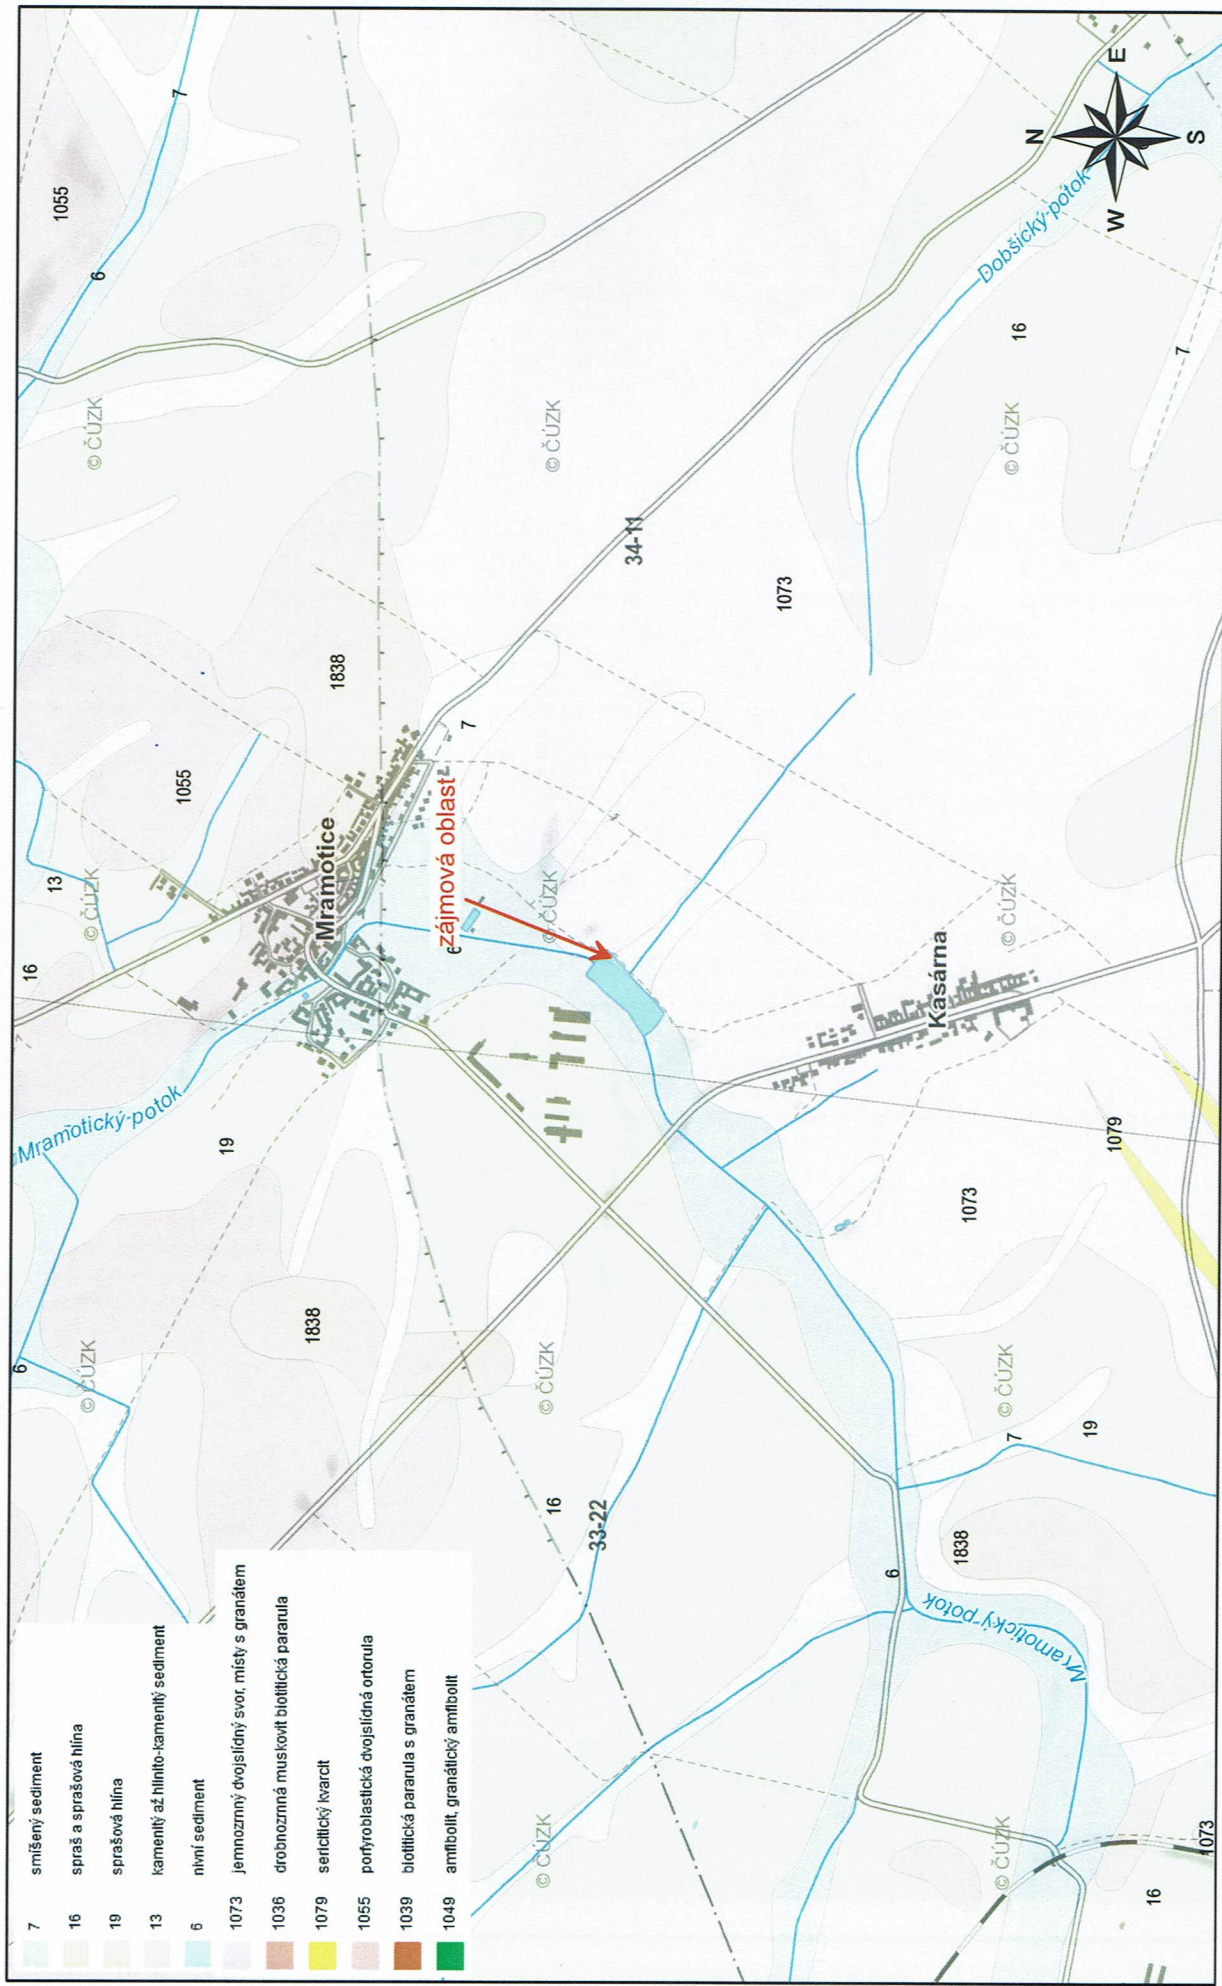 7 smíšený sediment
16 spraš a sprašová hlína
19 sprašová hlína
13 kamenitý až hlinito-kamenitý sediment
6 nivní sediment
1073 jemnozrnný dvojslídný svor, místy s granátem
1036 drobnozrnná muskovit biotitická pararula
1079 sericitický kvarcit
1055 porfyroblastická dvojslídná ortorula
1039 biotitická pararula s granátem
1049 amfibolit, granátický amfibolit
6
© ČÚZK
Mramotický-potok
16
13
© ČÚZK
1055
© ČÚZK
6
1055
7
19
1838
Mramotice
1838
16
33-22
© ČÚZK
6
zájmová oblast
© ČÚZK
7
34-11
© ČÚZK
1073
© ČÚZK
6
1838
Mramotický potok
7
19
© ČÚZK
1073
1079
Kasárna
© ČÚZK
© ČÚZK
16
7
Dobšický-potok
© ČÚZK
16
1073
N
E
S
W